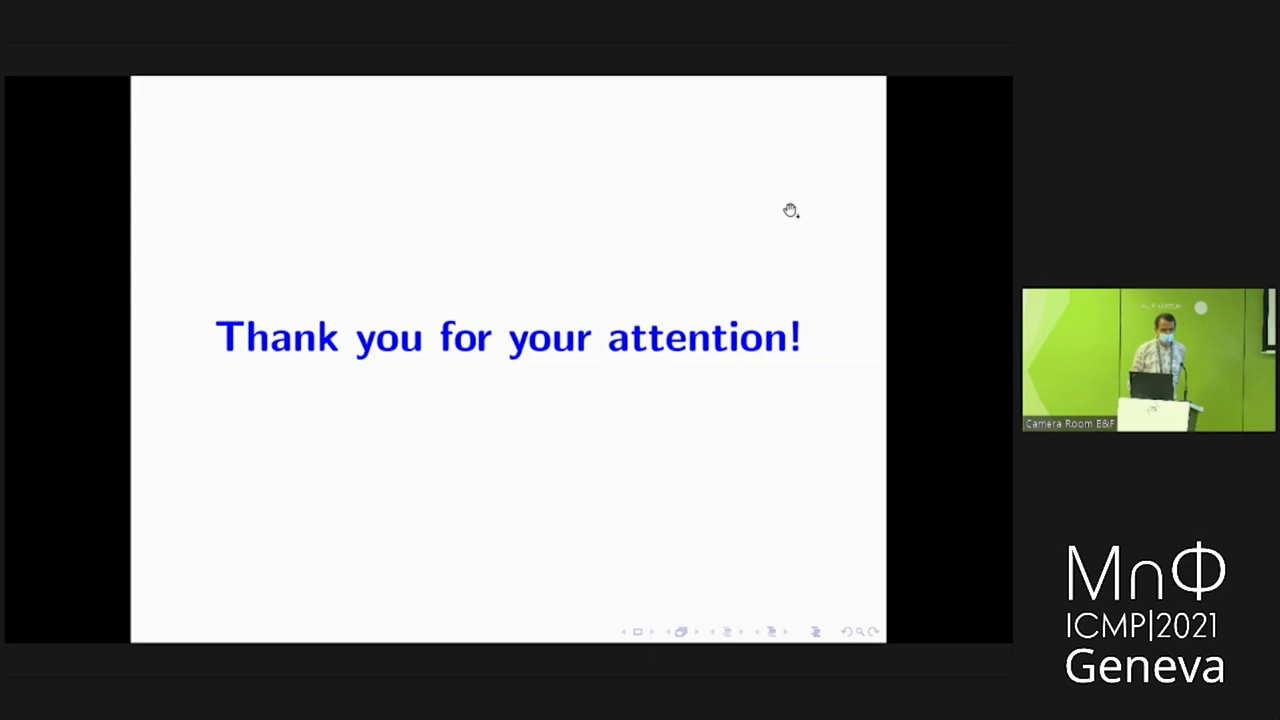 Thank you for your attention!
Camera Room E&F
M∩Φ
ICMP|2021
Geneva